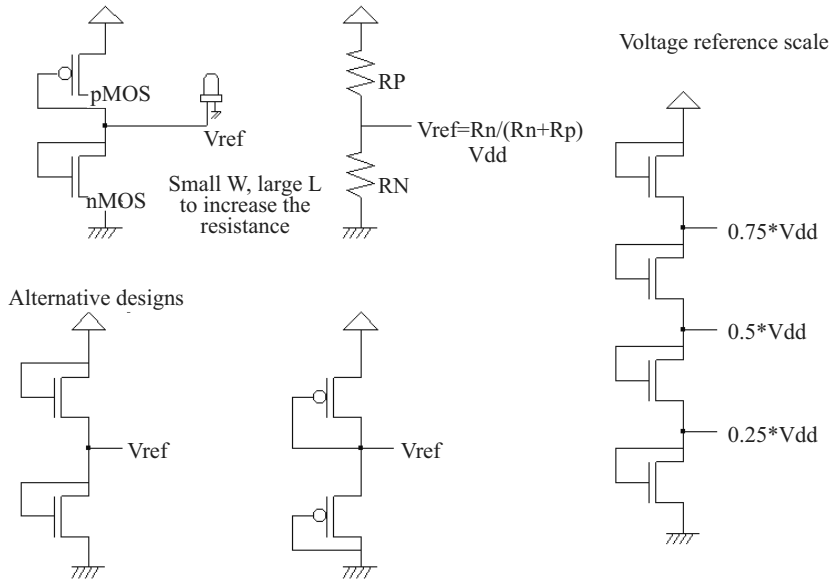 Voltage reference scale
pMOS
Vref
nMOS
Small W, large L
to increase the
resistance
RP
Vref=Rn/(Rn+Rp)
Vdd
RN
0.75*Vdd
0.5*Vdd
0.25*Vdd
Alternative designs
Vref
Vref